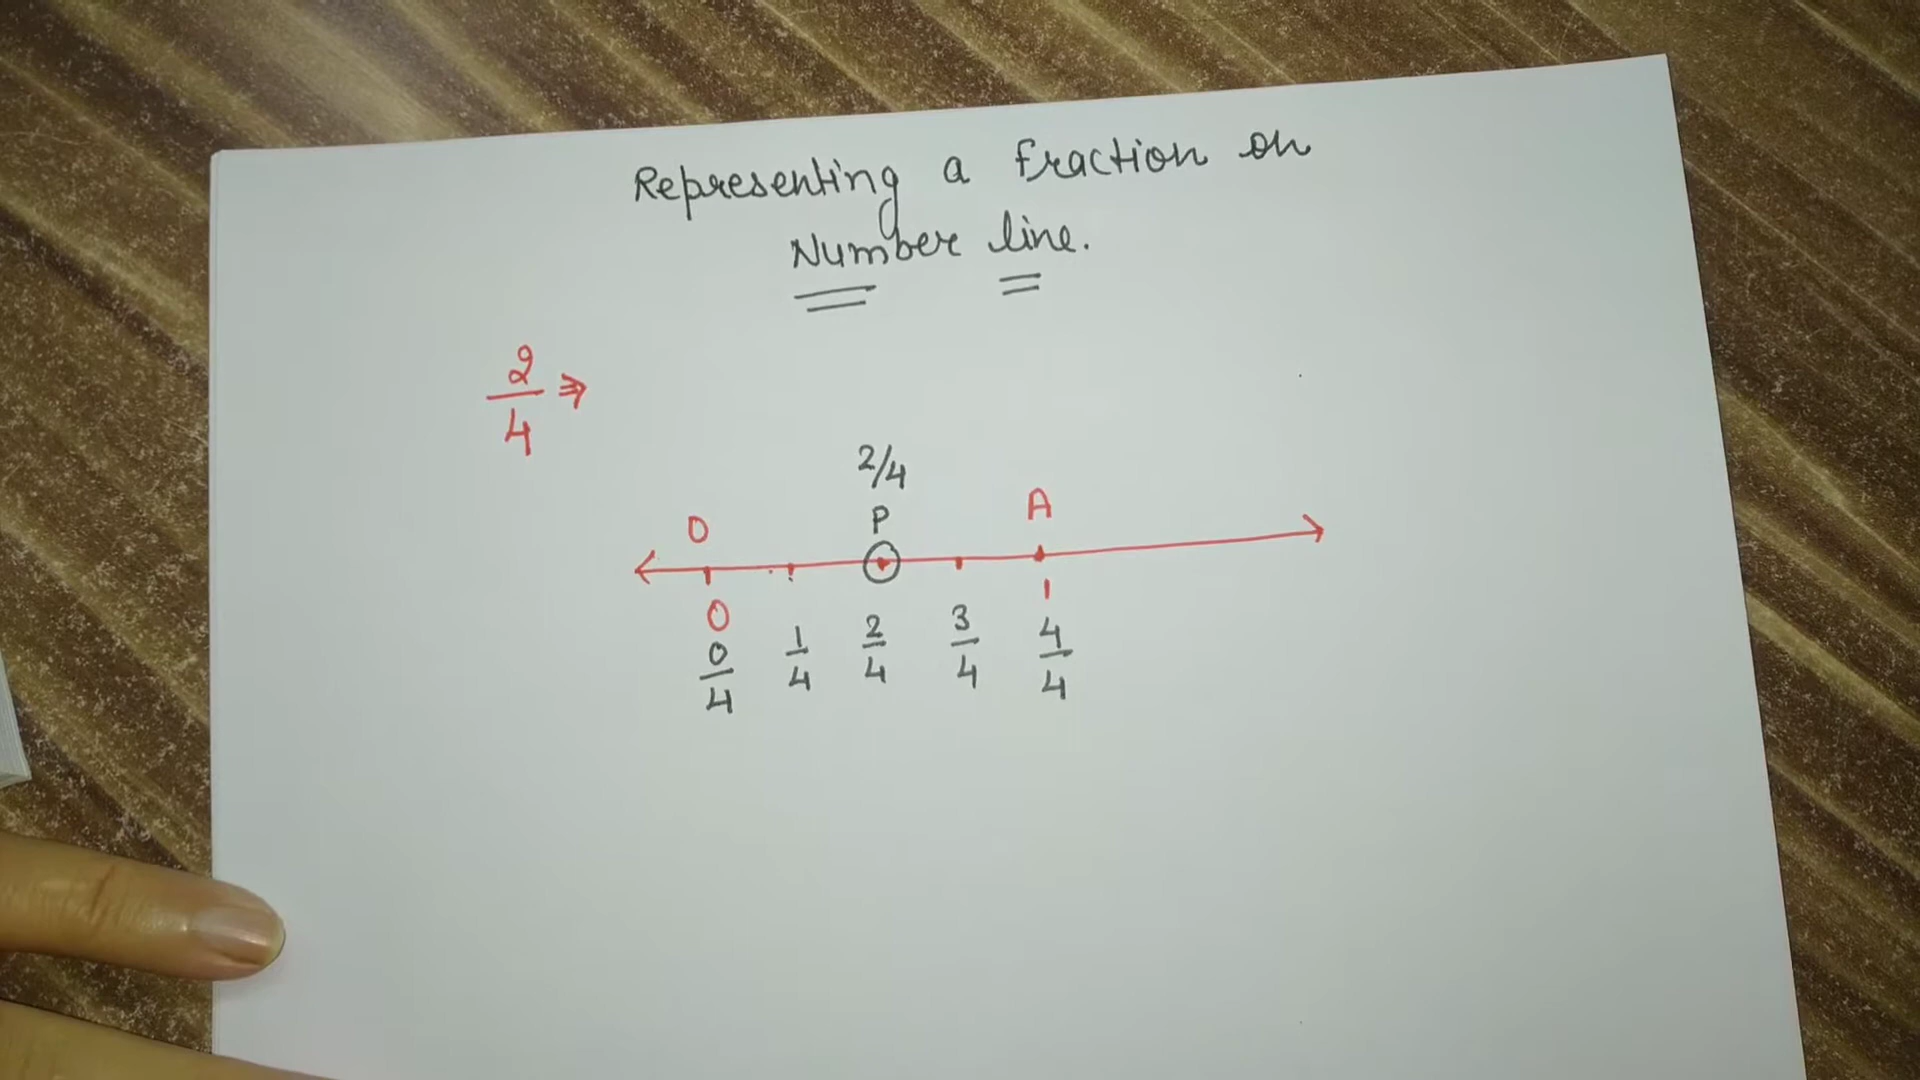 Representing a fraction on
Number line.
2/4 ⇒
2/4
O P A
0 1
0/4 1/4 2/4 3/4 4/4